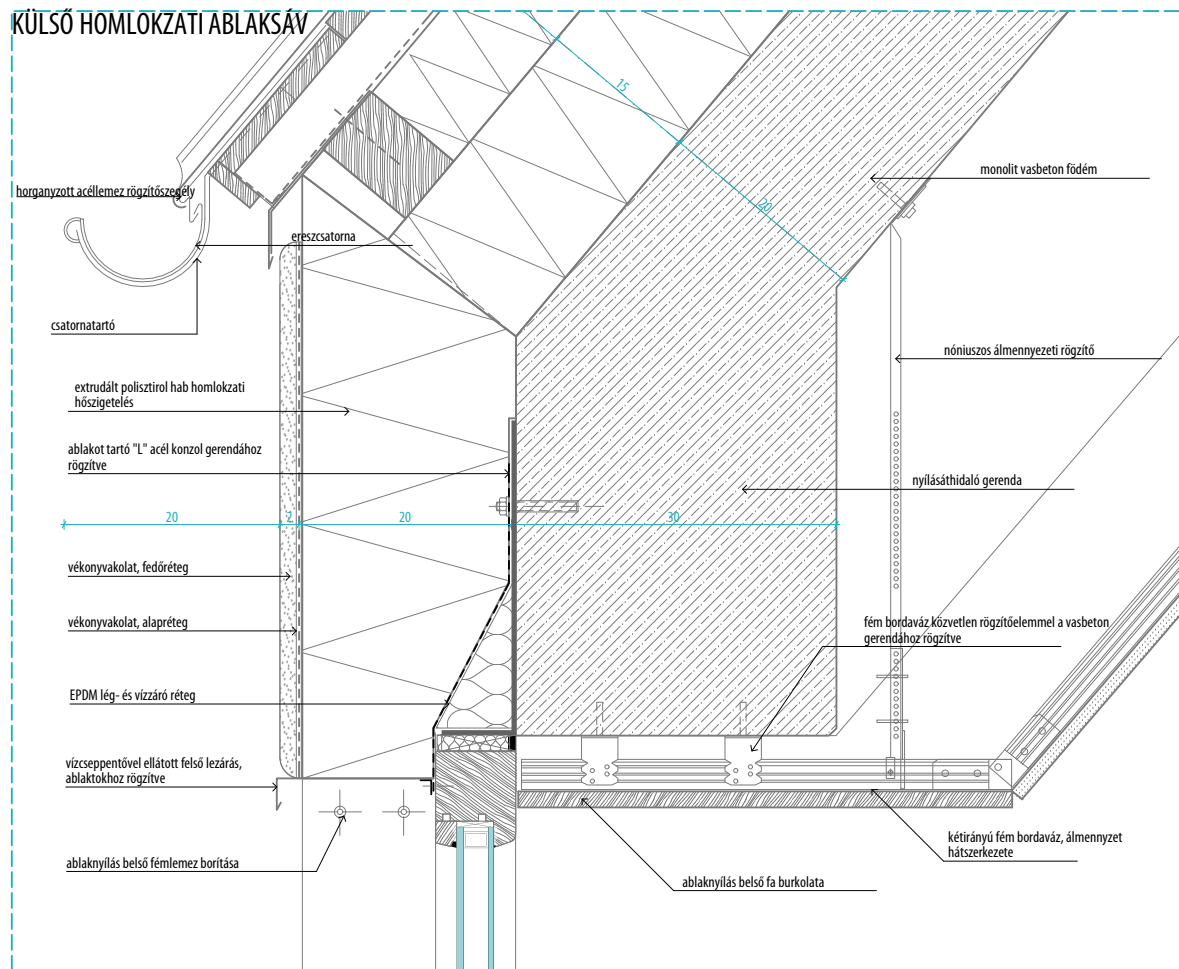 KÜLSŐ HOMLOKZATI ABLAKSÁV
15
monolit vasbeton födém
horganyzott acéllemez rögzítőszegély
20
ereszcsatorna
csatornatartó
nóniuszos álmennyezeti rögzítő
extrudált polisztirol hab homlokzati
hőszigetelés
ablakot tartó "L" acél konzol gerendához
rögzítve
nyílásáthidaló gerenda
20
2
20
30
vékonyvakolat, fedőréteg
vékonyvakolat, alapréteg
fém bordaváz közvetlen rögzítőelemmel a vasbeton
gerendához rögzítve
EPDM lég- és vízzáró réteg
vízcseppentővel ellátott felső lezárás,
ablaktokhoz rögzítve
kétirányú fém bordaváz, álmennyzet
hátszerkezete
ablaknyílás belső fémlemez borítása
ablaknyílás belső fa burkolata